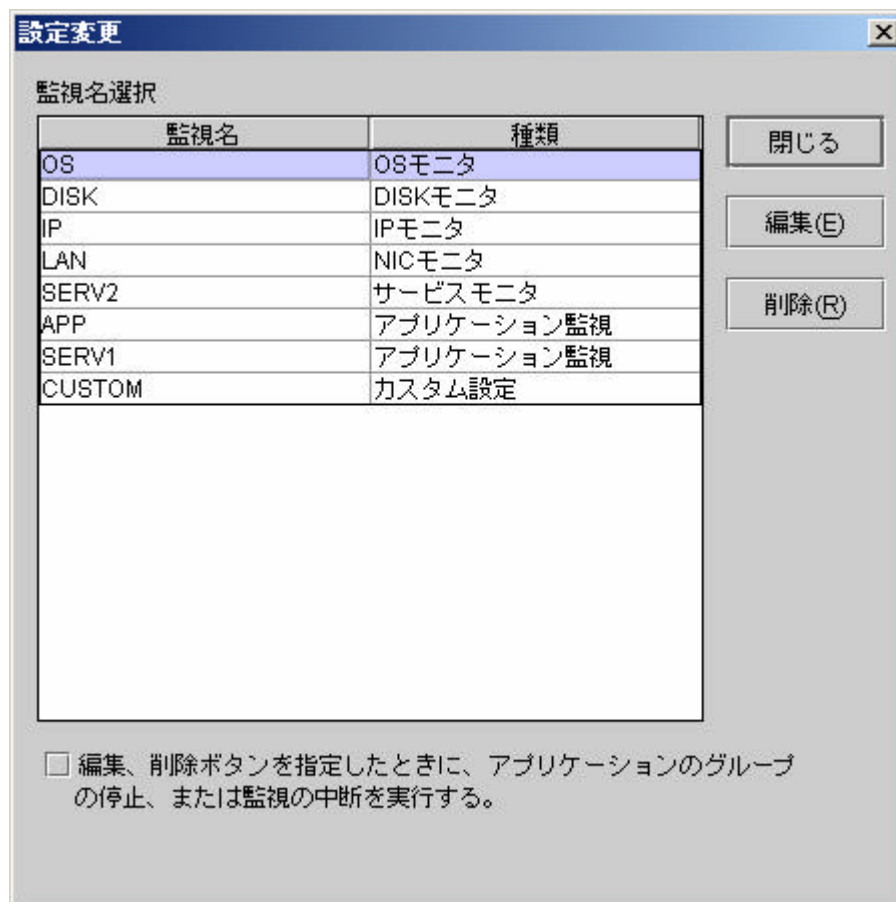 設定変更
監視名選択
監視名 種類
OS OSモニタ
DISK DISKモニタ
IP IPモニタ
LAN NICモニタ
SERV2 サービスモニタ
APP アプリケーション監視
SERV1 アプリケーション監視
CUSTOM カスタム設定
閉じる
編集(E)
削除(R)
編集、削除ボタンを指定したときに、アプリケーションのグループ
の停止、または監視の中断を実行する。